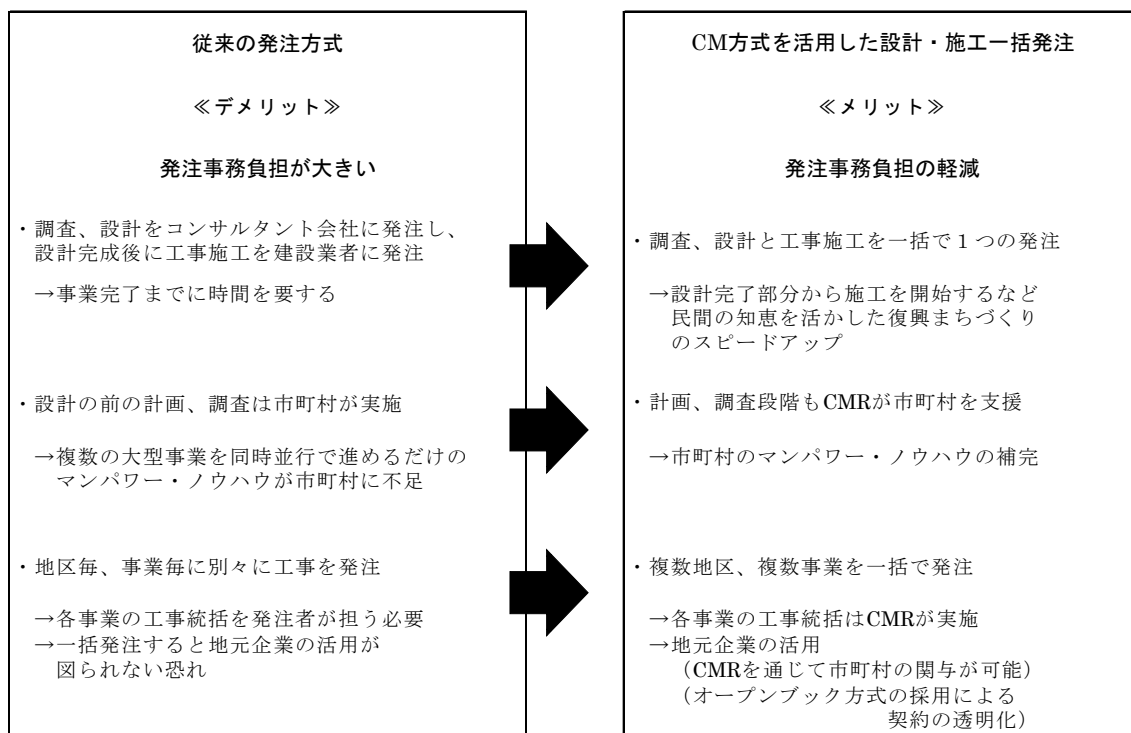 従来の発注方式
≪デメリット≫
発注事務負担が大きい
・調査、設計をコンサルタント会社に発注し、
設計完成後に工事施工を建設業者に発注
→事業完了までに時間を要する
・設計の前の計画、調査は市町村が実施
→複数の大型事業を同時並行で進めるだけの
マンパワー・ノウハウが市町村に不足
・地区毎、事業毎に別々に工事を発注
→各事業の工事統括を発注者が担う必要
→一括発注すると地元企業の活用が
図られない恐れ
CM方式を活用した設計・施工一括発注
≪メリット≫
発注事務負担の軽減
・調査、設計と工事施工を一括で１つの発注
→設計完了部分から施工を開始するなど
民間の知恵を活かした復興まちづくり
のスピードアップ
・計画、調査段階もCMRが市町村を支援
→市町村のマンパワー・ノウハウの補完
・複数地区、複数事業を一括で発注
→各事業の工事統括はCMRが実施
→地元企業の活用
（CMRを通じて市町村の関与が可能）
（オープンブック方式の採用による
契約の透明化）